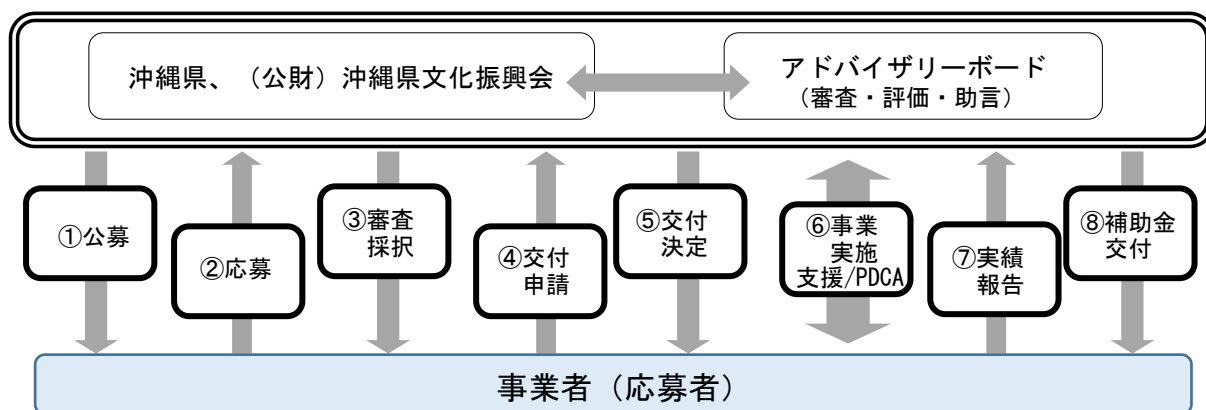 沖縄県、（公財）沖縄県文化振興会
アドバイザリーボード
（審査・評価・助言）
①公募
②応募
③審査
採択
④交付
申請
⑤交付
決定
⑥事業
実施
支援/PDCA
⑦実績
報告
⑧補助金
交付
事業者（応募者）